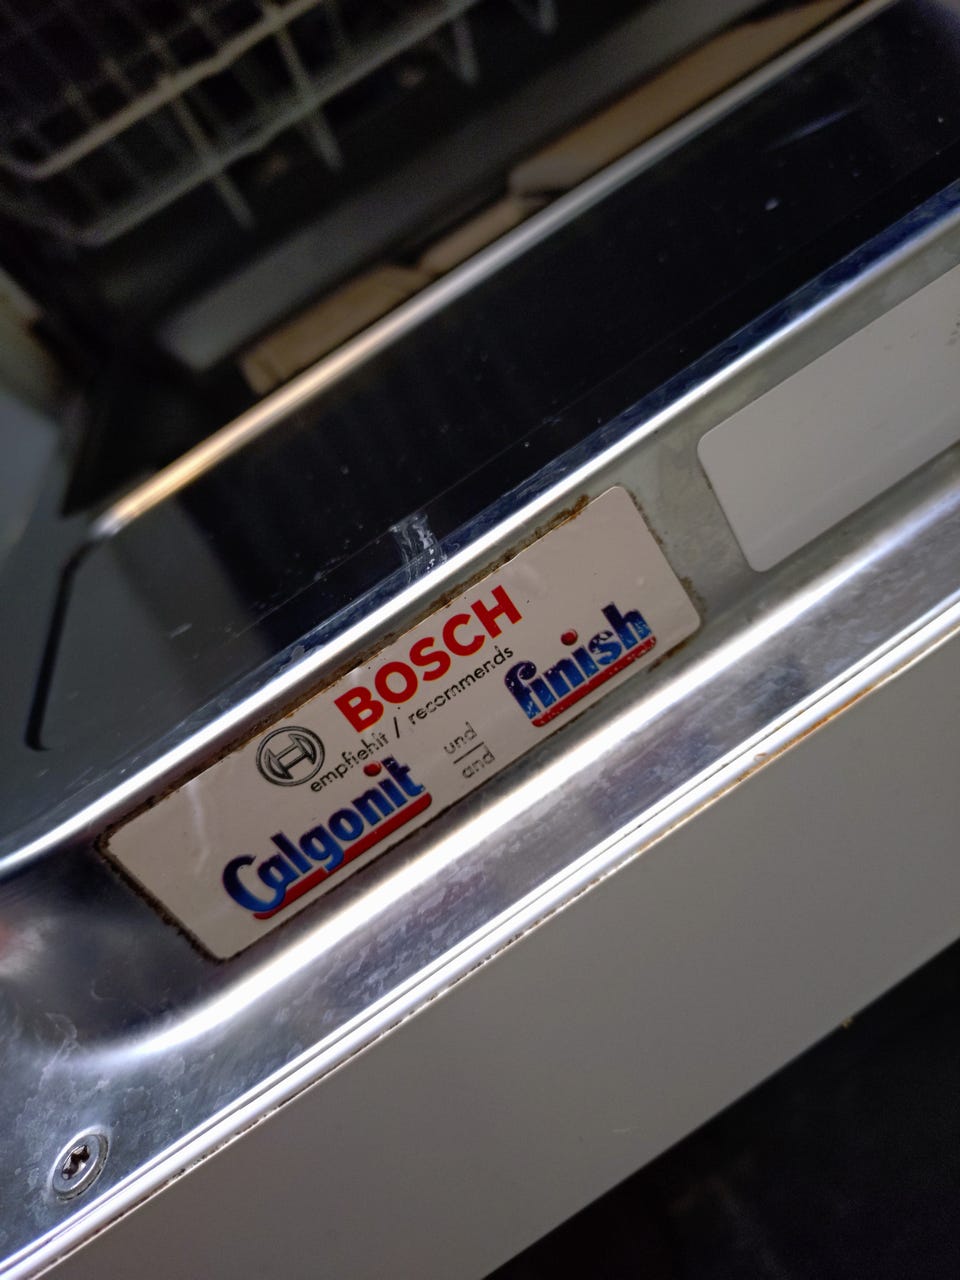 BOSCH
empfiehlt / recommends
Calgonit
und
and
finish